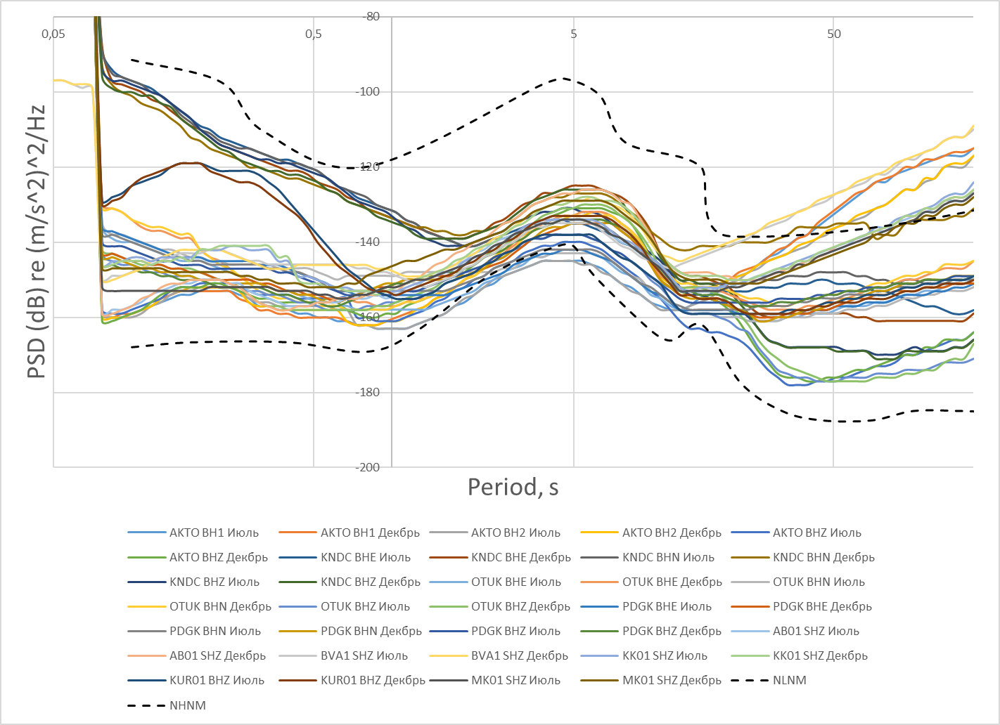 -80
0,05 0,5 5 50
-100
-120
-140
-160
-180
-200
PSD (dB) re (m/s^2)^2/Hz
Period, s
AKTO BH1 Июль AKTO BH1 Декбрь AKTO BH2 Июль AKTO BH2 Декбрь AKTO BHZ Июль
AKTO BHZ Декбрь KNDC BHE Июль KNDC BHE Декбрь KNDC BHN Июль KNDC BHN Декбрь
KNDC BHZ Июль KNDC BHZ Декбрь OTUK BHE Июль OTUK BHE Декбрь OTUK BHN Июль
OTUK BHN Декбрь OTUK BHZ Июль OTUK BHZ Декбрь PDGK BHE Июль PDGK BHE Декбрь
PDGK BHN Июль PDGK BHN Декбрь PDGK BHZ Июль PDGK BHZ Декбрь AB01 SHZ Июль
AB01 SHZ Декбрь BVA1 SHZ Июль BVA1 SHZ Декбрь KK01 SHZ Июль KK01 SHZ Декбрь
KUR01 BHZ Июль KUR01 BHZ Декбрь MK01 SHZ Июль MK01 SHZ Декбрь NLNM
NHNM